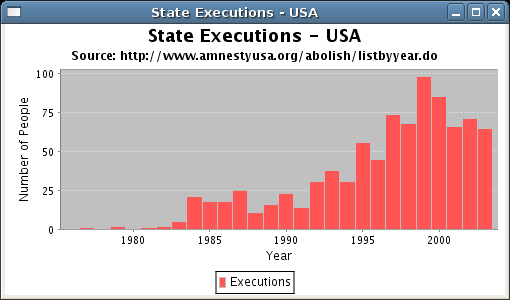 State Executions - USA
State Executions – USA
Source: http://www.amnestyusa.org/abolish/listbyyear.do
Number of People
100
75
50
25
0
1980 1985 1990 1995 2000
Year
Executions